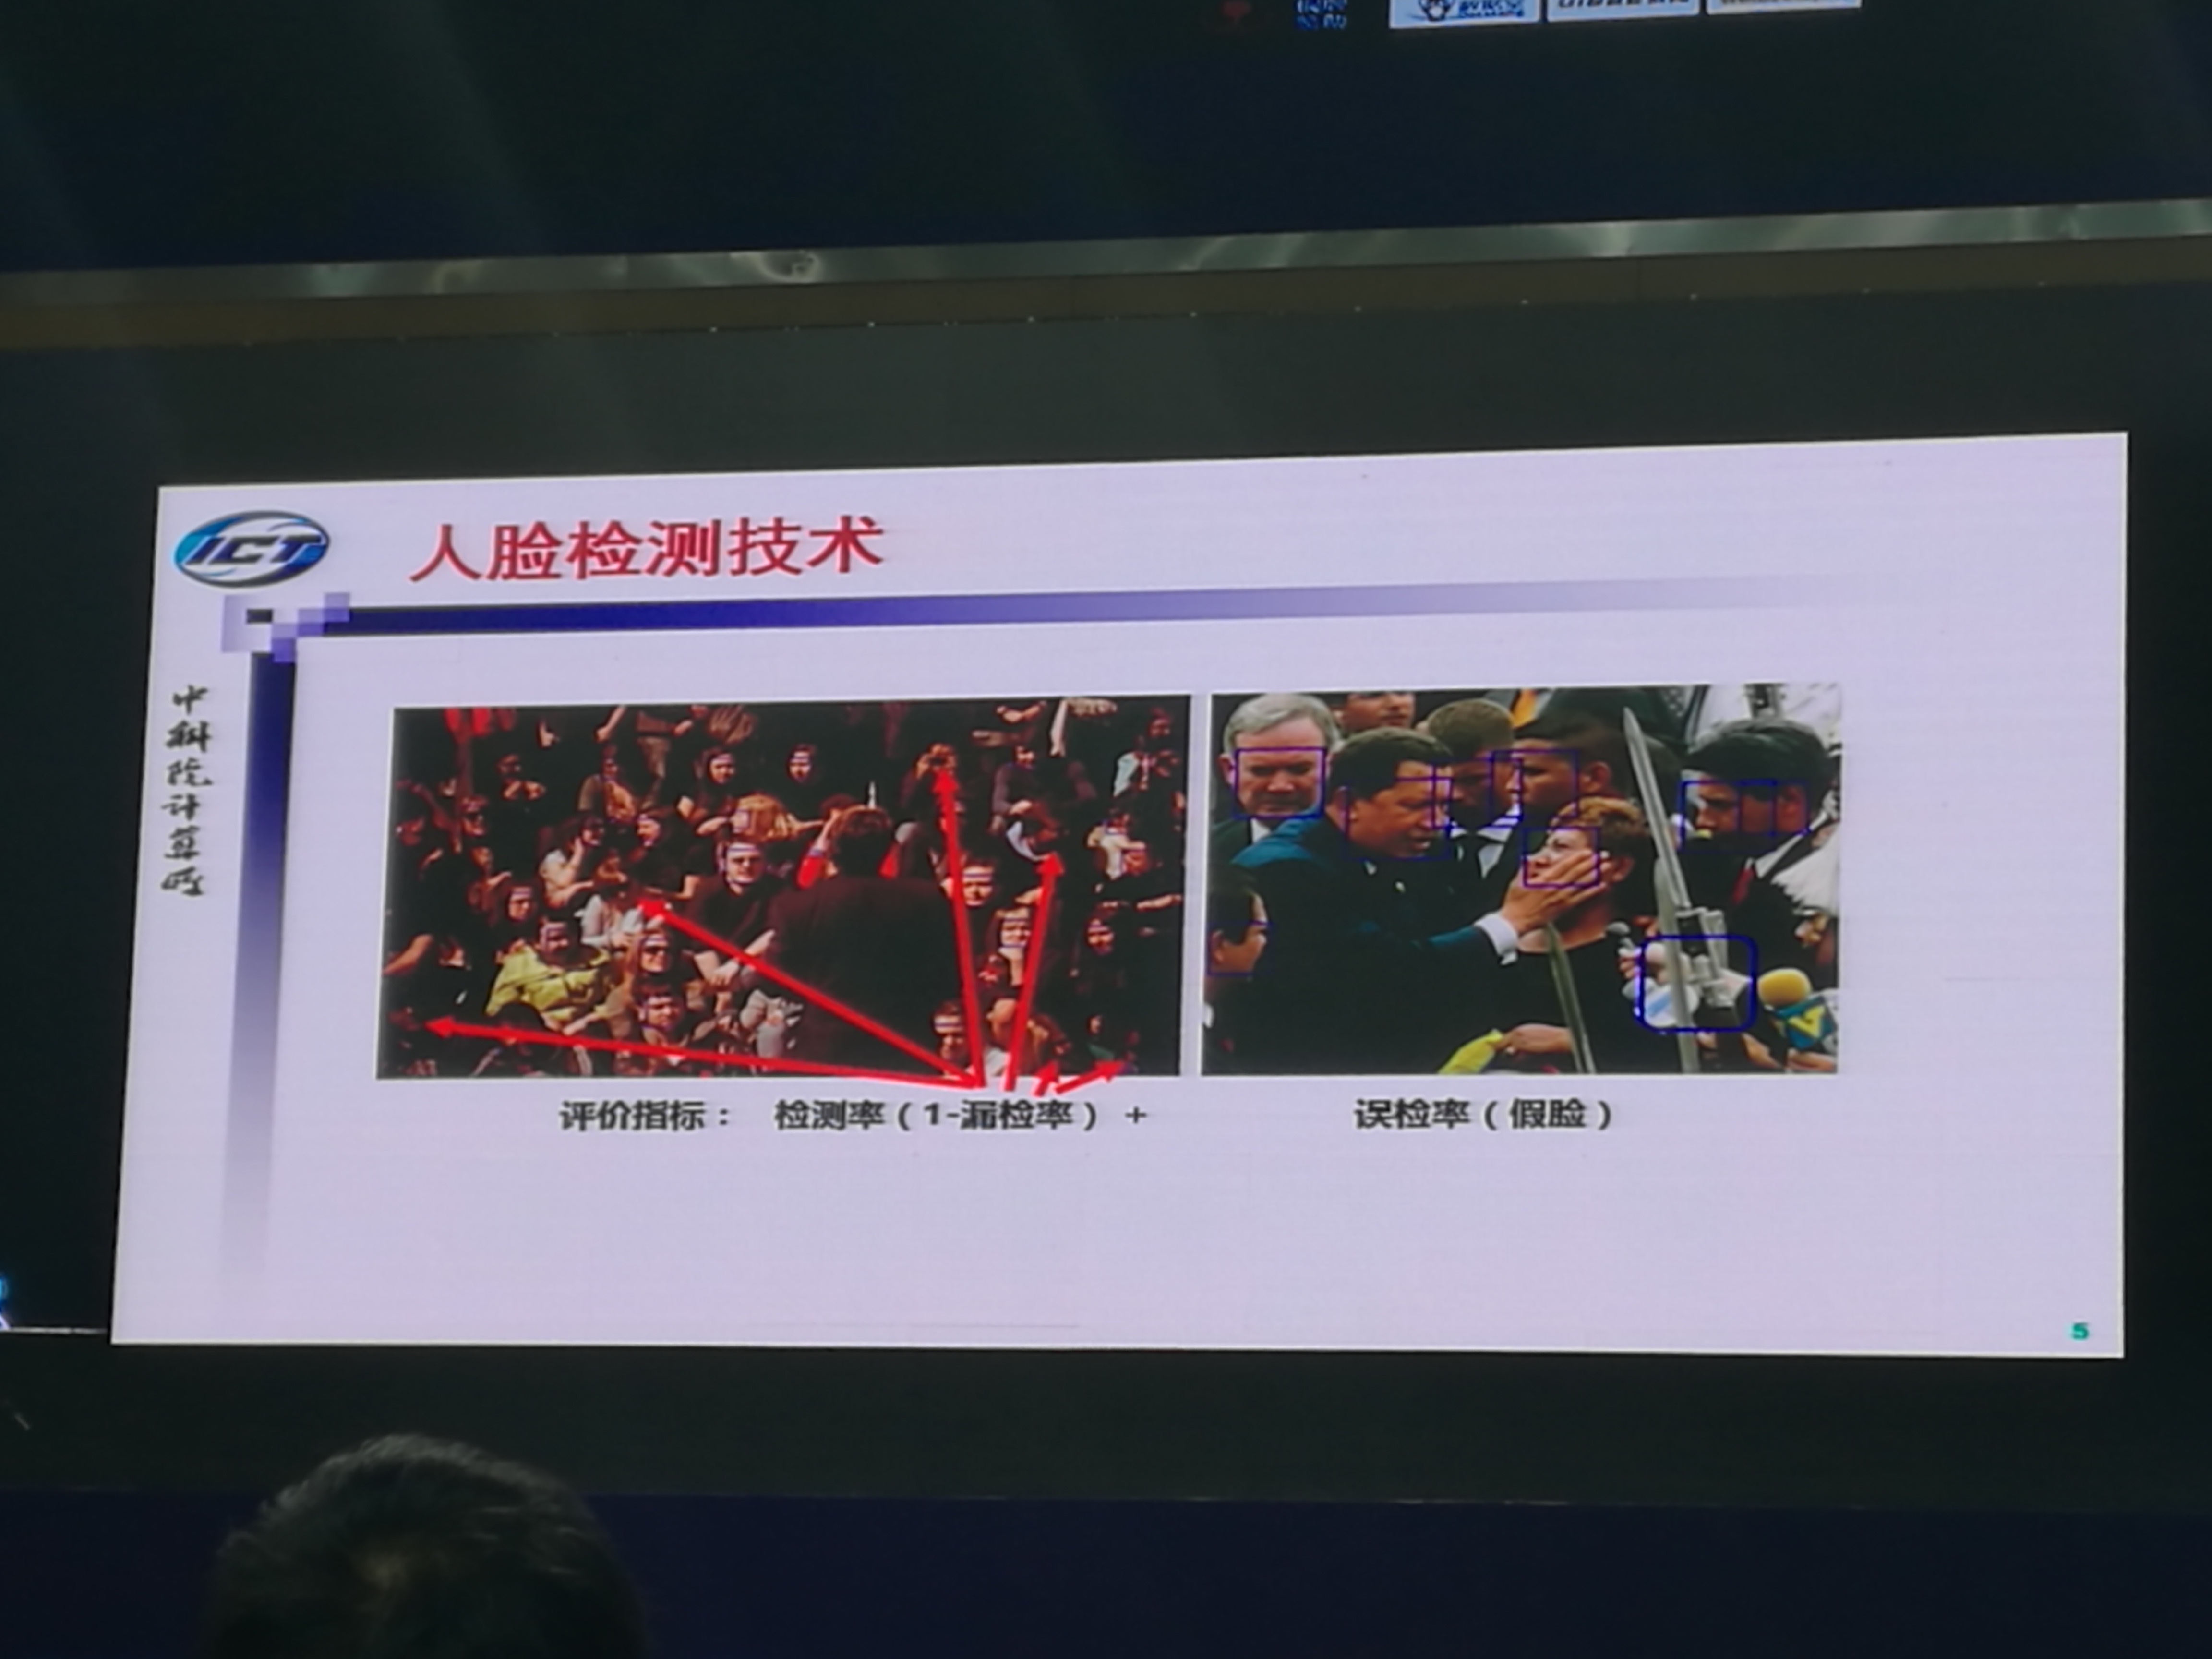 ICT
人脸检测技术
中科院计算所
评价指标： 检测率（1-漏检率） +
误检率（假脸）
5